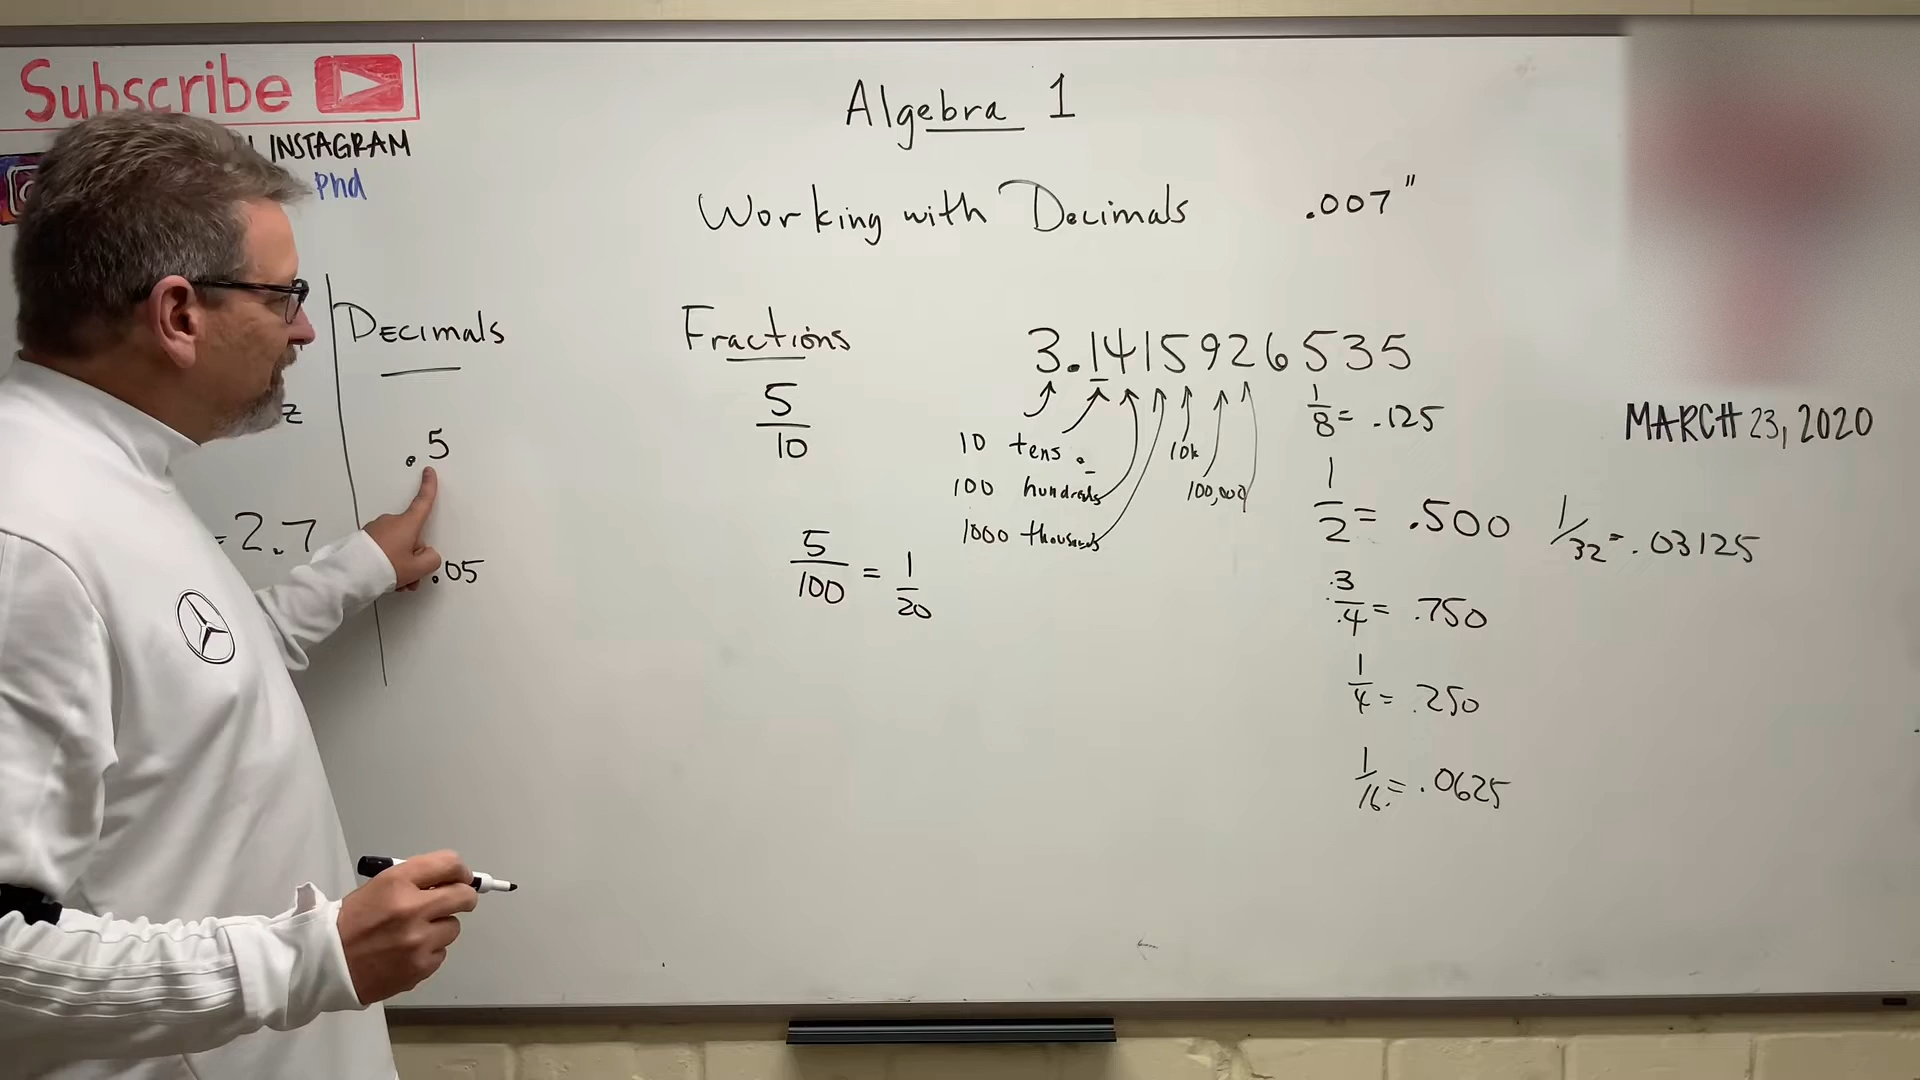 Subscribe
INSTAGRAM
Phd
Algebra 1
Working with Decimals
.007"
Decimals
.5
= 2.7
.05
Fractions
5/10
5/100 = 1/20
3.1415926535
10 tens .
100 hundreds
1000 thousands
10k
100,000
1/8 = .125
1/2 = .500
1/32 = .03125
3/4 = .750
1/4 = .250
1/16 = .0625
MARCH 23, 2020